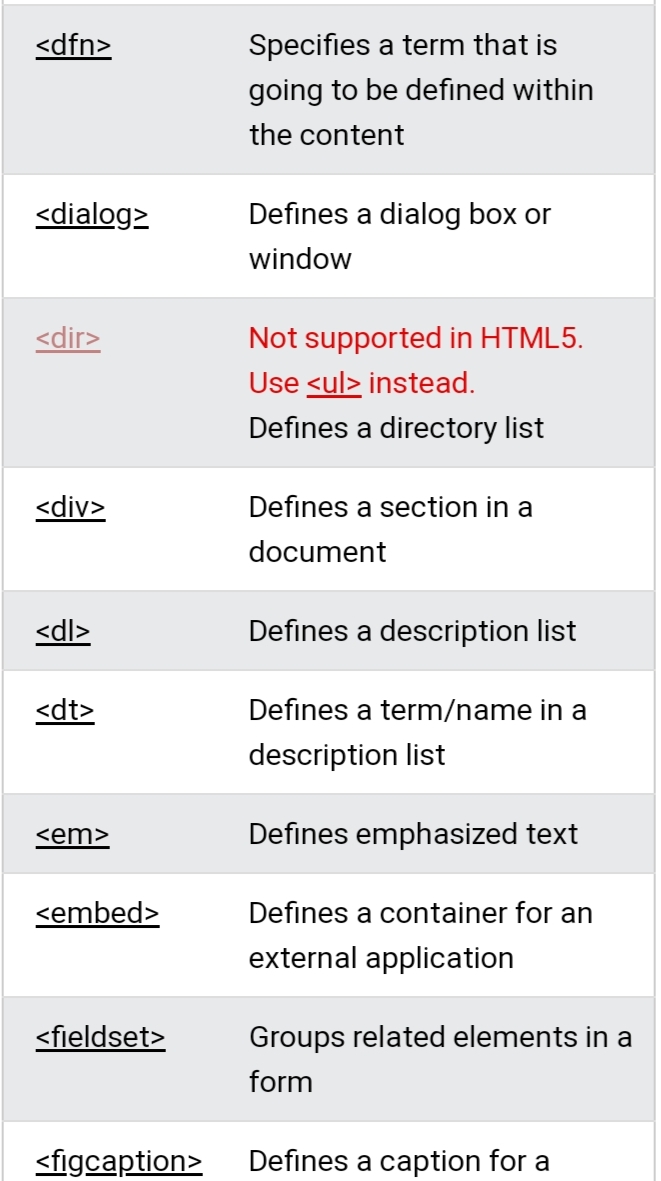 <dfn> Specifies a term that is
going to be defined within
the content
<dialog> Defines a dialog box or
window
<dir> Not supported in HTML5.
Use <ul> instead.
Defines a directory list
<div> Defines a section in a
document
<dl> Defines a description list
<dt> Defines a term/name in a
description list
<em> Defines emphasized text
<embed> Defines a container for an
external application
<fieldset> Groups related elements in a
form
<figcaption> Defines a caption for a